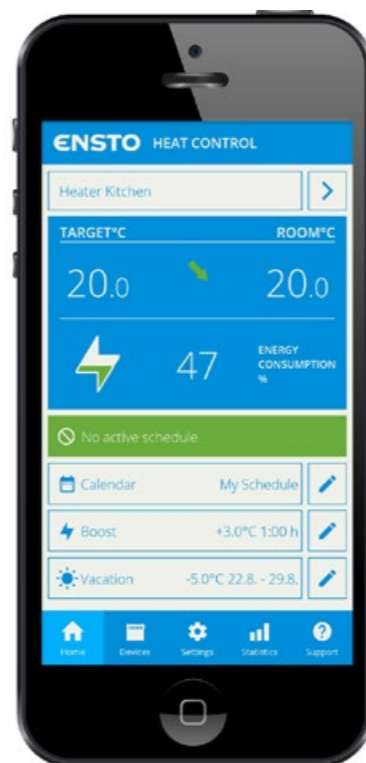 ENSTO HEAT CONTROL
Heater Kitchen
TARGET°C ROOM°C
20.0 20.0
47 ENERGY
CONSUMPTION
%
No active schedule
Calendar My Schedule
Boost +3.0°C 1:00 h
Vacation -5.0°C 22.8. - 29.8.
Home Devices Settings Statistics Support